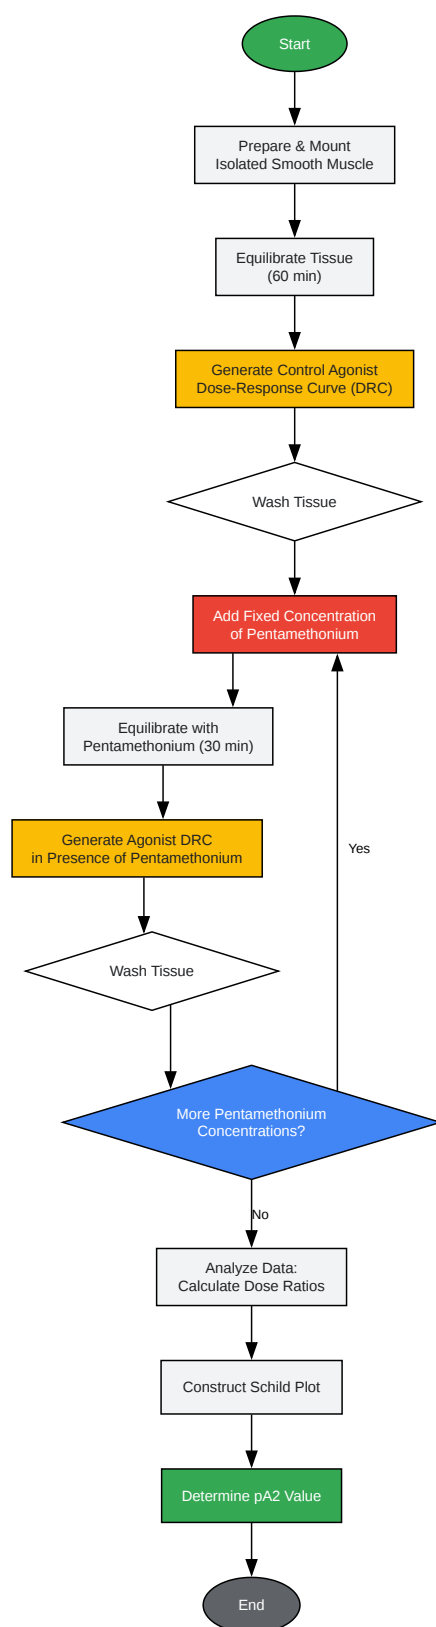 Start
Prepare & Mount
Isolated Smooth Muscle
Equilibrate Tissue
(60 min)
Generate Control Agonist
Dose-Response Curve (DRC)
Wash Tissue
Add Fixed Concentration
of Pentamethonium
Equilibrate with
Pentamethonium (30 min)
Generate Agonist DRC
in Presence of Pentamethonium
Yes
Wash Tissue
More Pentamethonium
Concentrations?
No
Analyze Data:
Calculate Dose Ratios
Construct Schild Plot
Determine pA2 Value
End